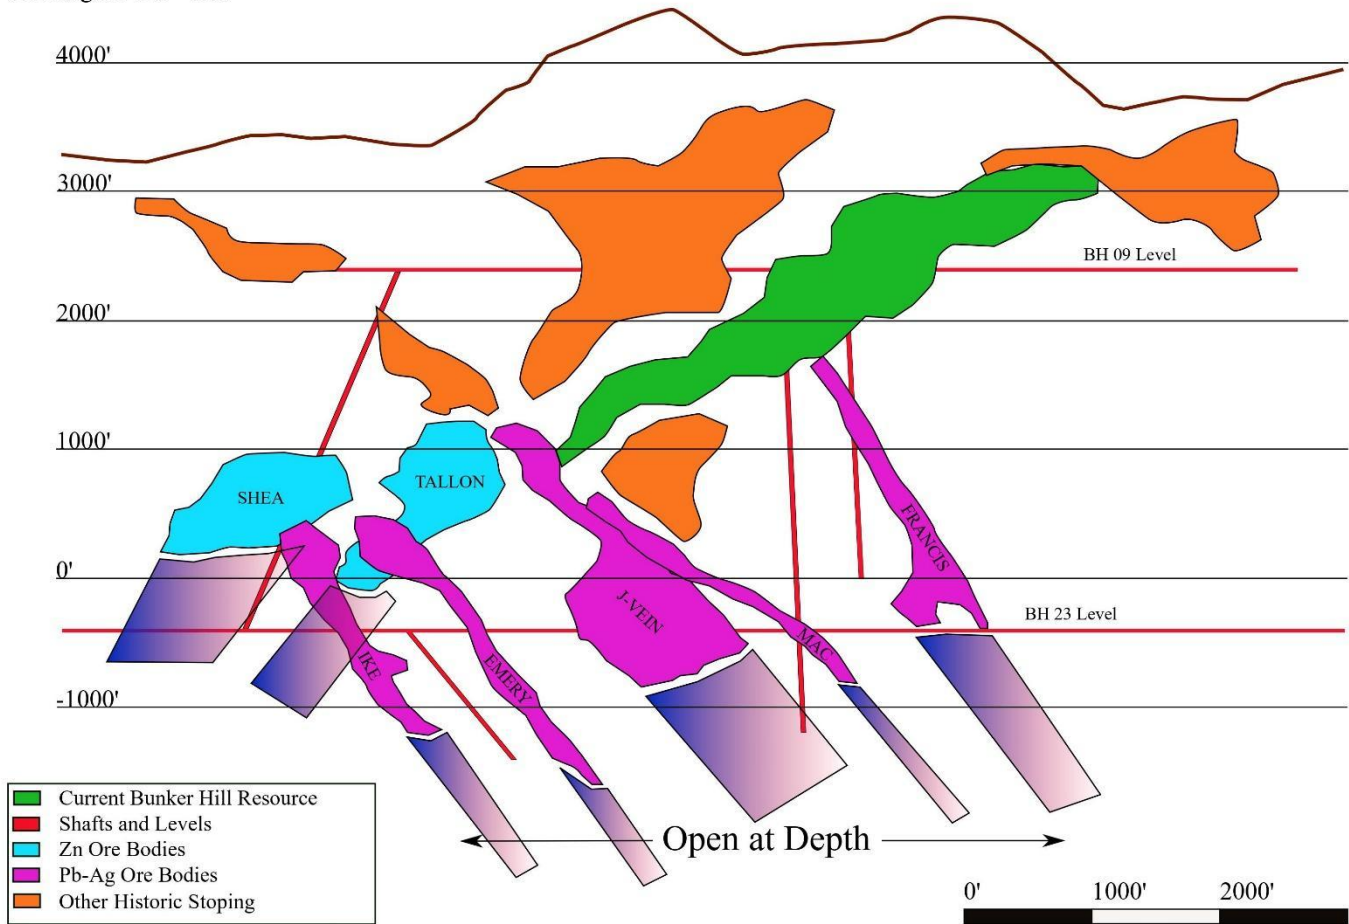 4000'
3000'
BH 09 Level
2000'
1000'
SHEA
TALLON
FRANCIS
0'
J-VEIN
BH 23 Level
MAC
IKE
EMERY
-1000'
Current Bunker Hill Resource
Shafts and Levels
Zn Ore Bodies
Pb-Ag Ore Bodies
Other Historic Stoping
Open at Depth
0' 1000' 2000'